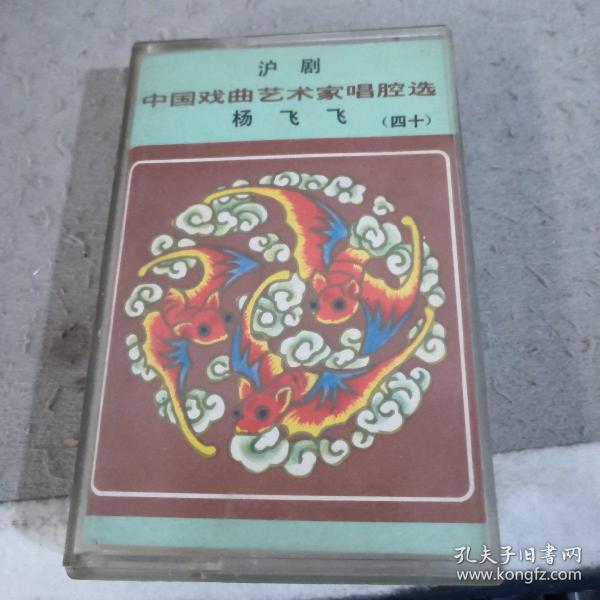 沪剧
中国戏曲艺术家唱腔选
杨飞飞 (四十)
孔夫子旧書网
www.kongfz.com